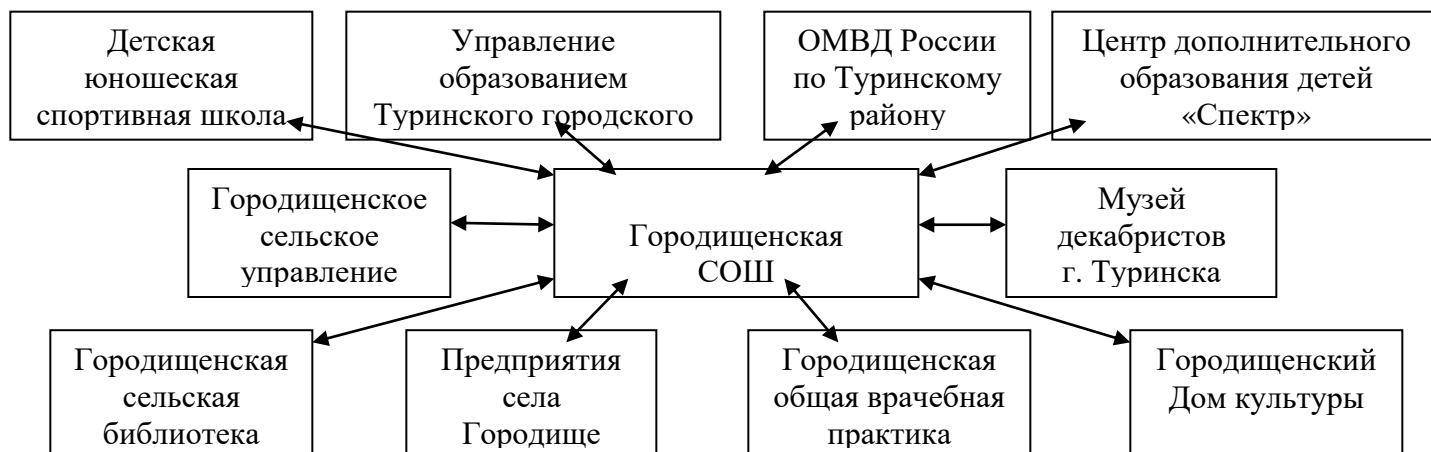 Детская
юношеская
спортивная школа
Управление
образованием
Туринского городского
ОМВД России
по Туринскому
району
Центр дополнительного
образования детей
«Спектр»
Городищенское
сельское
управление
Городищенская
СОШ
Музей
декабристов
г. Туринска
Городищенская
сельская
библиотека
Предприятия
села
Городище
Городищенская
общая врачебная
практика
Городищенский
Дом культуры